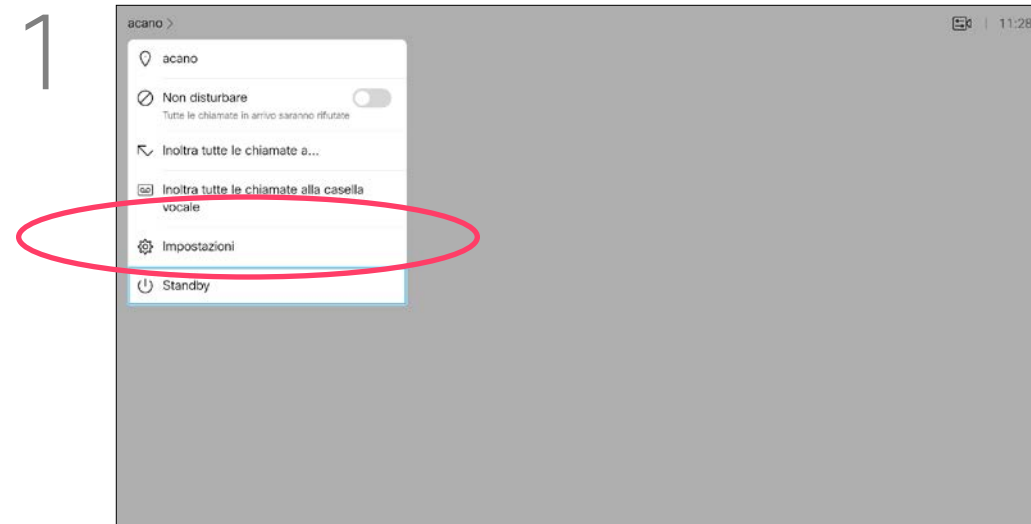 1
acano >
11:28
acano
Non disturbare
Tutte le chiamate in arrivo saranno rifiutate
Inoltra tutte le chiamate a...
Inoltra tutte le chiamate alla casella
vocale
Impostazioni
Standby